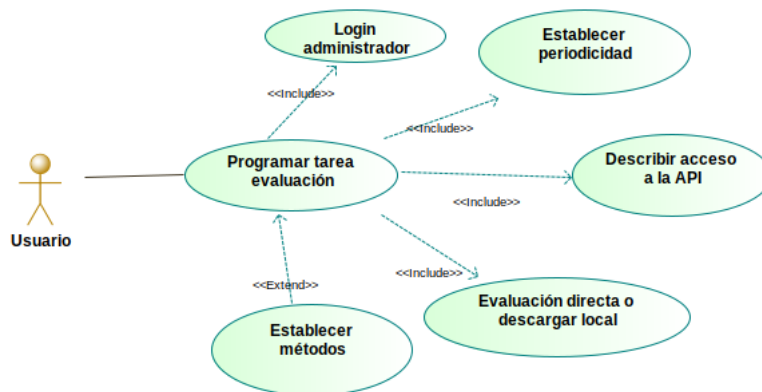 Login
administrador
Establecer
periodicidad
<<Include>>
<<Include>>
Programar tarea
evaluación
Describir acceso
a la API
<<Include>>
Usuario
<<Include>>
<<Extend>>
Evaluación directa o
descargar local
Establecer
métodos